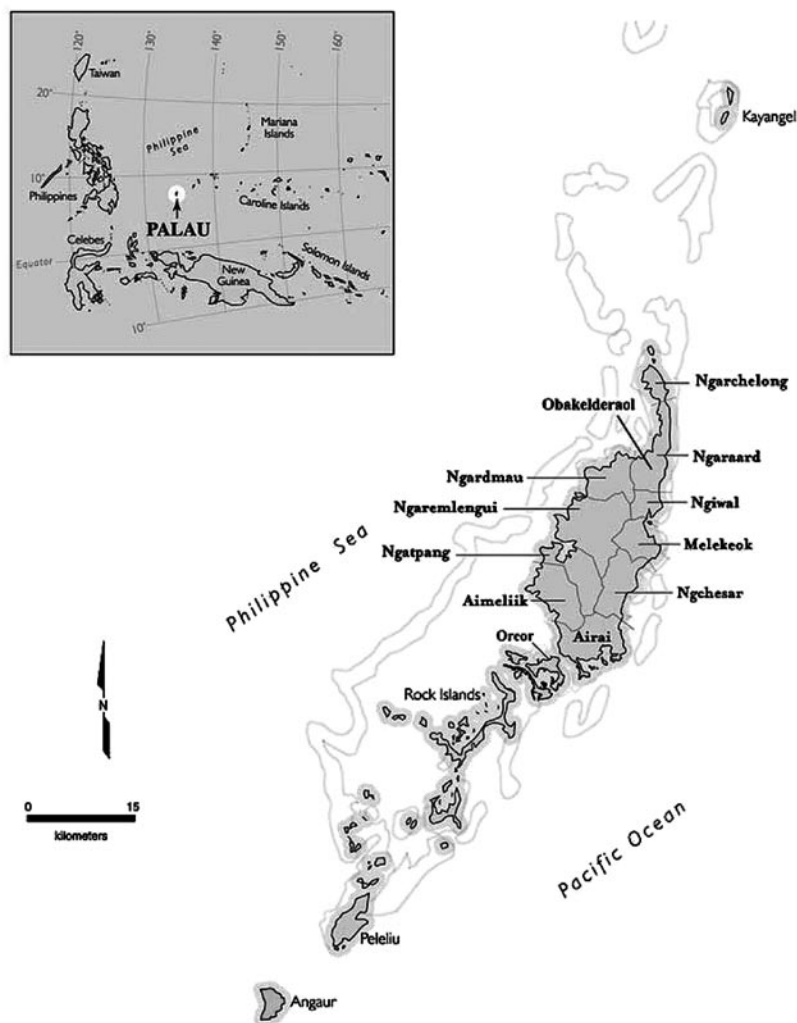 120°
130°
140°
150°
160°
Taiwan
20°
Mariana
Islands
Philippine
Sea
10°
Philippines
Caroline Islands
PALAU
Celebes
Equator
New
Guinea
Solomon Islands
10°
Kayangel
Ngarchelong
Obakelderaol
Ngaraard
Ngardmau
Ngiwal
Ngaremlengui
Melekeok
Ngatpang
Philippine Sea
Aimeliik
Ngchesar
Oreor
Airai
Rock Islands
N
0
15
kilometers
Pacific Ocean
Peleliu
Angaur